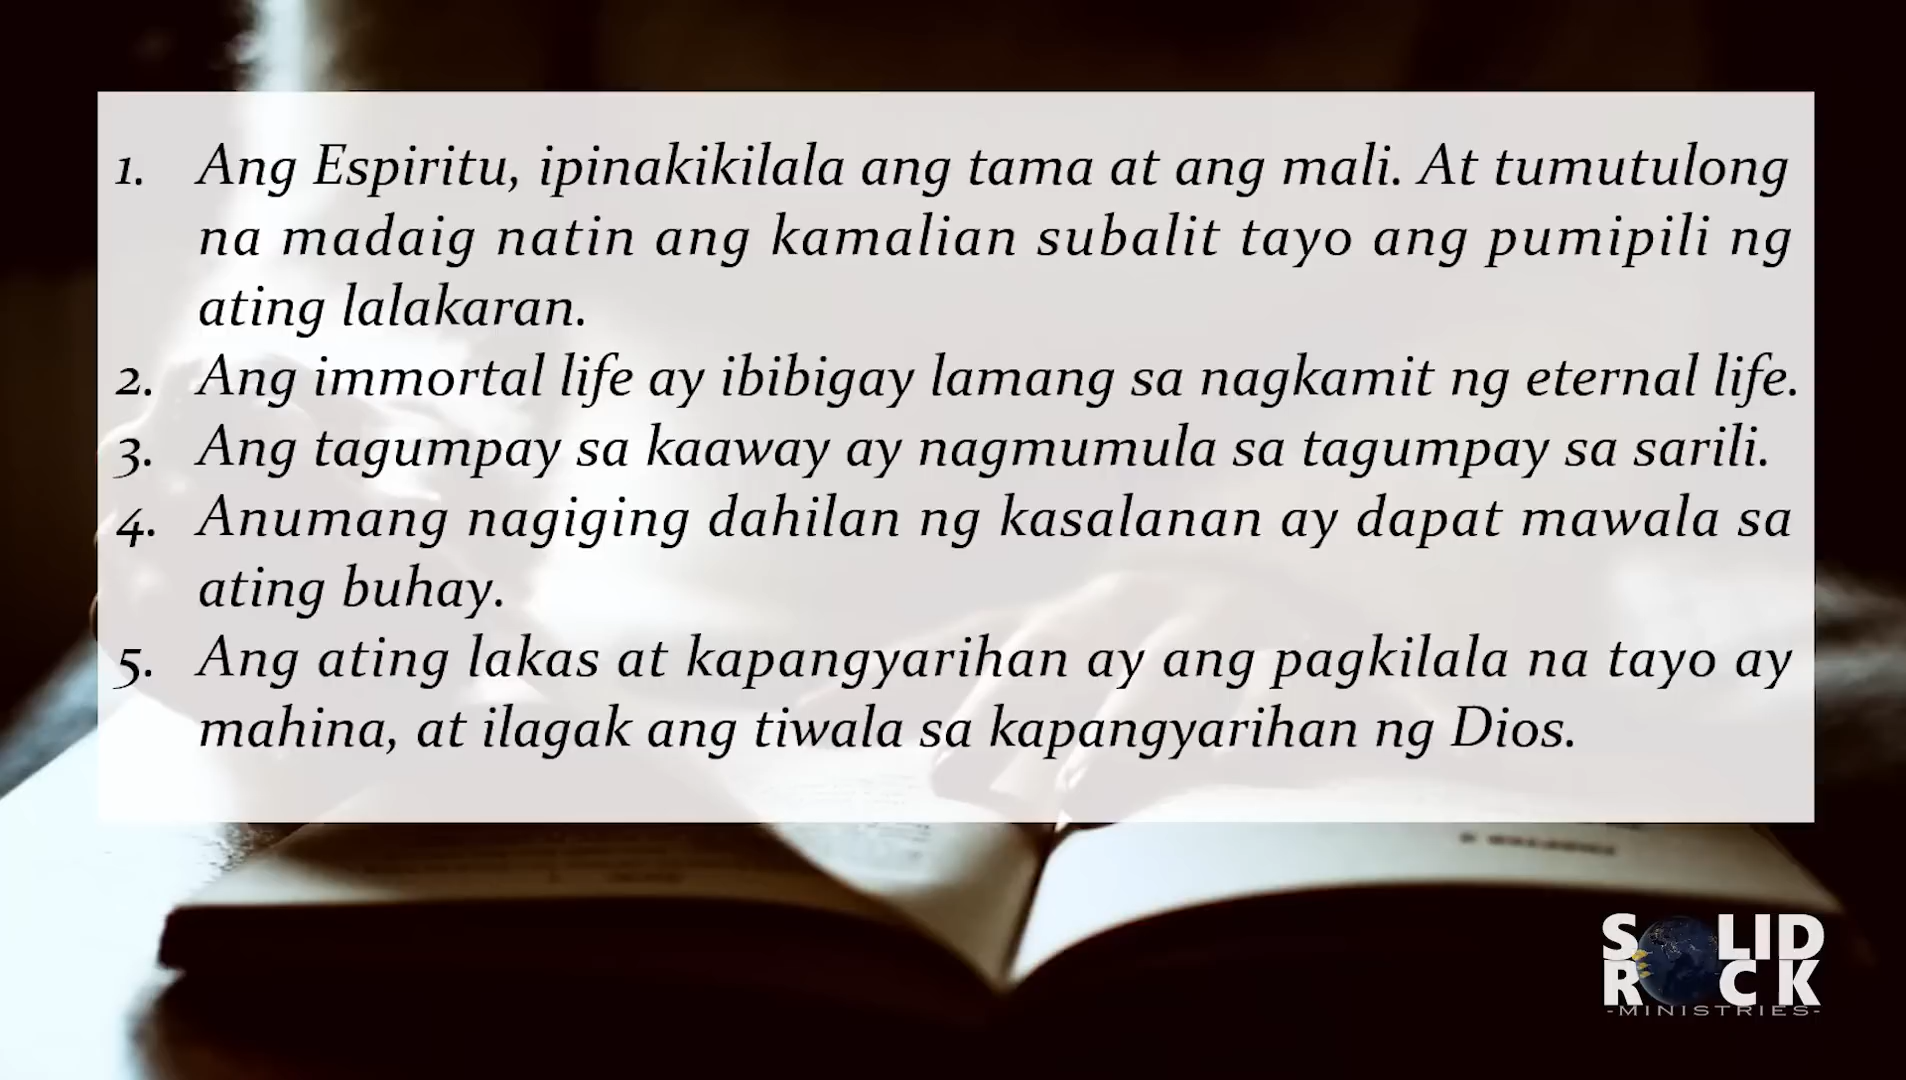 1. Ang Espiritu, ipinakikilala ang tama at ang mali. At tumutulong
na madaig natin ang kamalian subalit tayo ang pumipili ng
ating lalakaran.
2. Ang immortal life ay ibibigay lamang sa nagkamit ng eternal life.
3. Ang tagumpay sa kaaway ay nagmumula sa tagumpay sa sarili.
4. Anumang nagiging dahilan ng kasalanan ay dapat mawala sa
ating buhay.
5. Ang ating lakas at kapangyarihan ay ang pagkilala na tayo ay
mahina, at ilagak ang tiwala sa kapangyarihan ng Dios.
SOLID
ROCK
-MINISTRIES-